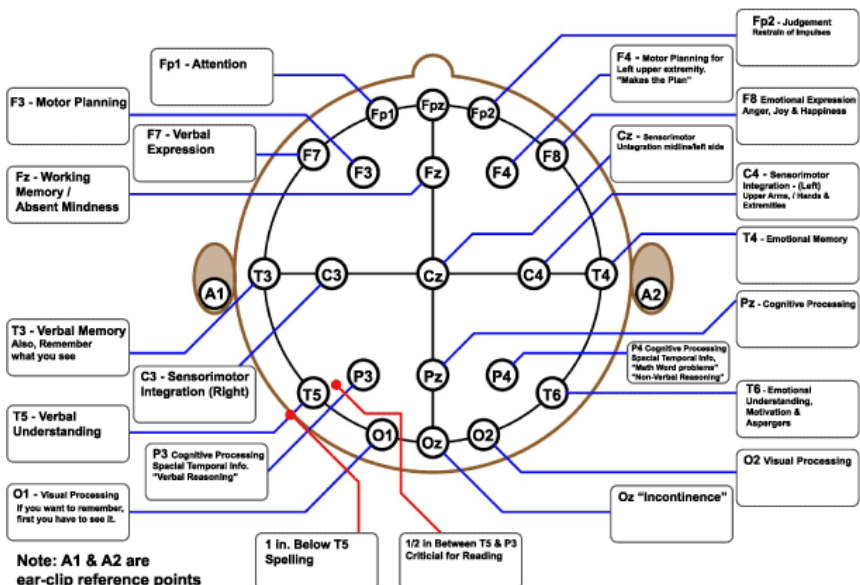 Fp1 - Attention
F3 - Motor Planning
F7 - Verbal
Expression
Fz - Working
Memory /
Absent Mindness
T3 - Verbal Memory
Also, Remember
what you see
C3 - Sensorimotor
Integration (Right)
T5 - Verbal
Understanding
P3 Cognitive Processing
Spacial Temporal Info.
"Verbal Reasoning"
O1 - Visual Processing
If you want to remember,
first you have to see it.
Note: A1 & A2 are
ear-clip reference points
1 in. Below T5
Spelling
1/2 in Between T5 & P3
Criticial for Reading
Fp1
Fpz
Fp2
F7
F3
Fz
F4
F8
A1
T3
C3
Cz
C4
T4
A2
T5
P3
Pz
P4
T6
O1
Oz
O2
Fp2 - Judgement
Restrain of Impulses
F4 - Motor Planning for
Left upper extremity.
"Makes the Plan"
F8 Emotional Expression
Anger, Joy & Happiness
Cz - Sensorimotor
Untegration midline/left side
C4 - Sensorimotor
Integration - (Left)
Upper Arms, / Hands &
Extremities
T4 - Emotional Memory
Pz - Cognitive Processing
P4 Cognitive Processing
Special Temporal Info,
"Math Word problems"
"Non-Verbal Reasoning"
T6 - Emotional
Understanding,
Motivation &
Aspergers
O2 Visual Processing
Oz "Incontinence"